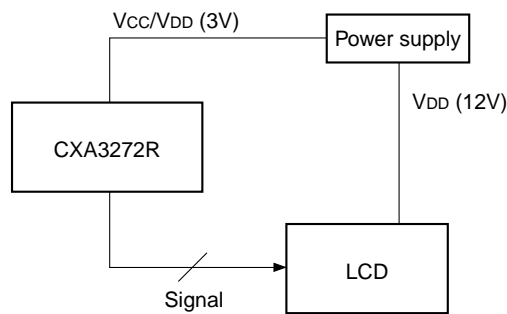 VCC/VDD (3V)
Power supply
VDD (12V)
CXA3272R
LCD
Signal